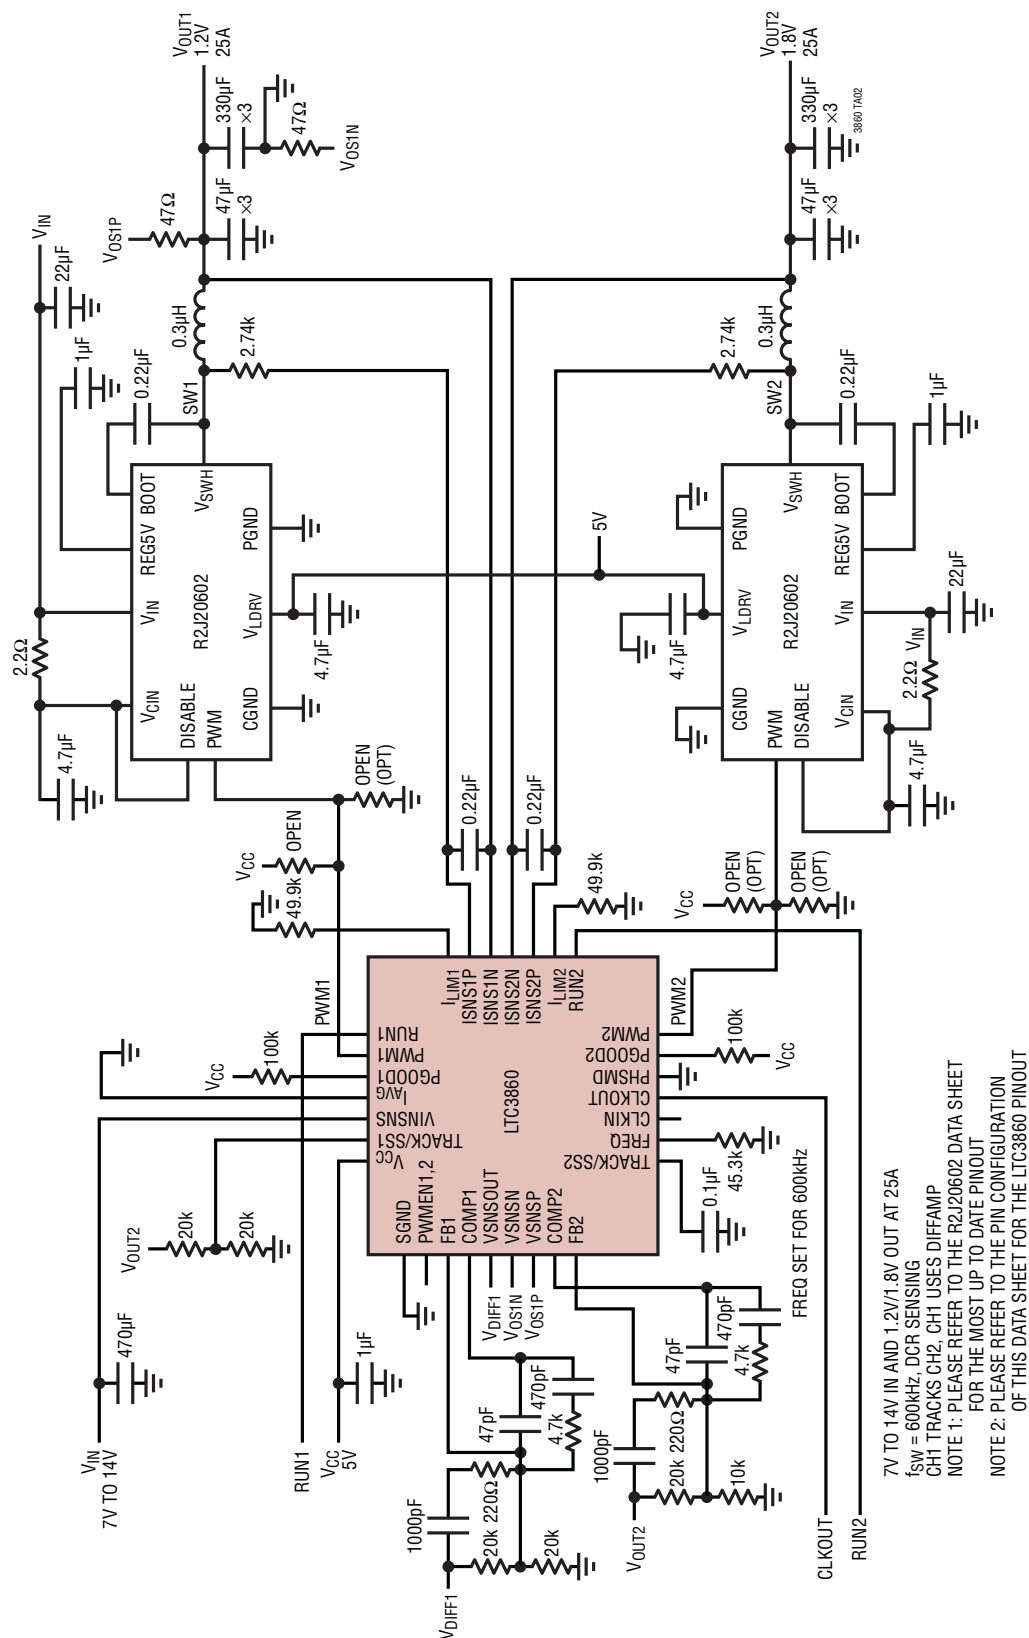 VIN
7V TO 14V
470µF
RUN1
VCC
5V
1µF
VOUT2
20k
20k
VCC
100k
PWM1
VCC
OPEN
49.9k
OPEN
(OPT)
4.7µF
2.2Ω
VIN
22µF
1µF
0.22µF
VCIN
VIN
REG5V
BOOT
DISABLE
PWM
R2J20602
VSWH
CGND
VLDRV
PGND
4.7µF
SW1
0.3µH
2.74k
VOS1P
47Ω
47µF
×3
330µF
×3
47Ω
VOS1N
VOUT1
1.2V
25A
5V
VCC
TRACK/SS1
VINSNS
IAVG
PGOOD1
PWM1
RUN1
SGND
PWMEN1,2
FB1
COMP1
VSNSOUT
VSNSN
VSNSP
COMP2
FB2
LTC3860
ILIM1
ISNS1P
ISNS1N
ISNS2N
ISNS2P
ILIM2
RUN2
TRACK/SS2
FREQ
CLKIN
CLKOUT
PHSMD
PGOOD2
PWM2
0.22µF
0.22µF
49.9k
VDIFF1
VOS1N
VOS1P
VDIFF1
1000pF
20k
220Ω
20k
47pF
470pF
4.7k
VOUT2
1000pF
20k
220Ω
10k
47pF
470pF
4.7k
0.1µF
45.3k
FREQ SET FOR 600kHz
100k
VCC
PWM2
VCC
OPEN
(OPT)
OPEN
(OPT)
CLKOUT
RUN2
CGND
VLDRV
PGND
4.7µF
PWM
DISABLE
R2J20602
VSWH
VCIN
VIN
REG5V
BOOT
4.7µF
2.2Ω
VIN
22µF
1µF
0.22µF
SW2
0.3µH
2.74k
47µF
×3
330µF
×3
VOUT2
1.8V
25A
3860 TA02
7V TO 14V IN AND 1.2V/1.8V OUT AT 25A
fSW = 600kHz, DCR SENSING
CH1 TRACKS CH2, CH1 USES DIFFAMP
NOTE 1: PLEASE REFER TO THE R2J20602 DATA SHEET
FOR THE MOST UP TO DATE PINOUT
NOTE 2: PLEASE REFER TO THE PIN CONFIGURATION
OF THIS DATA SHEET FOR THE LTC3860 PINOUT